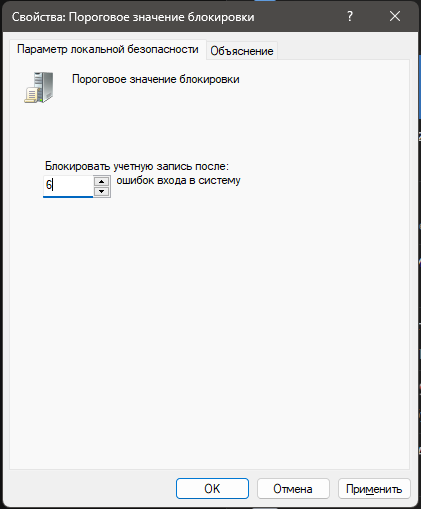 Свойства: Пороговое значение блокировки
Параметр локальной безопасности Объяснение
Пороговое значение блокировки
Блокировать учетную запись после:
6 ошибок входа в систему
OK Отмена Применить